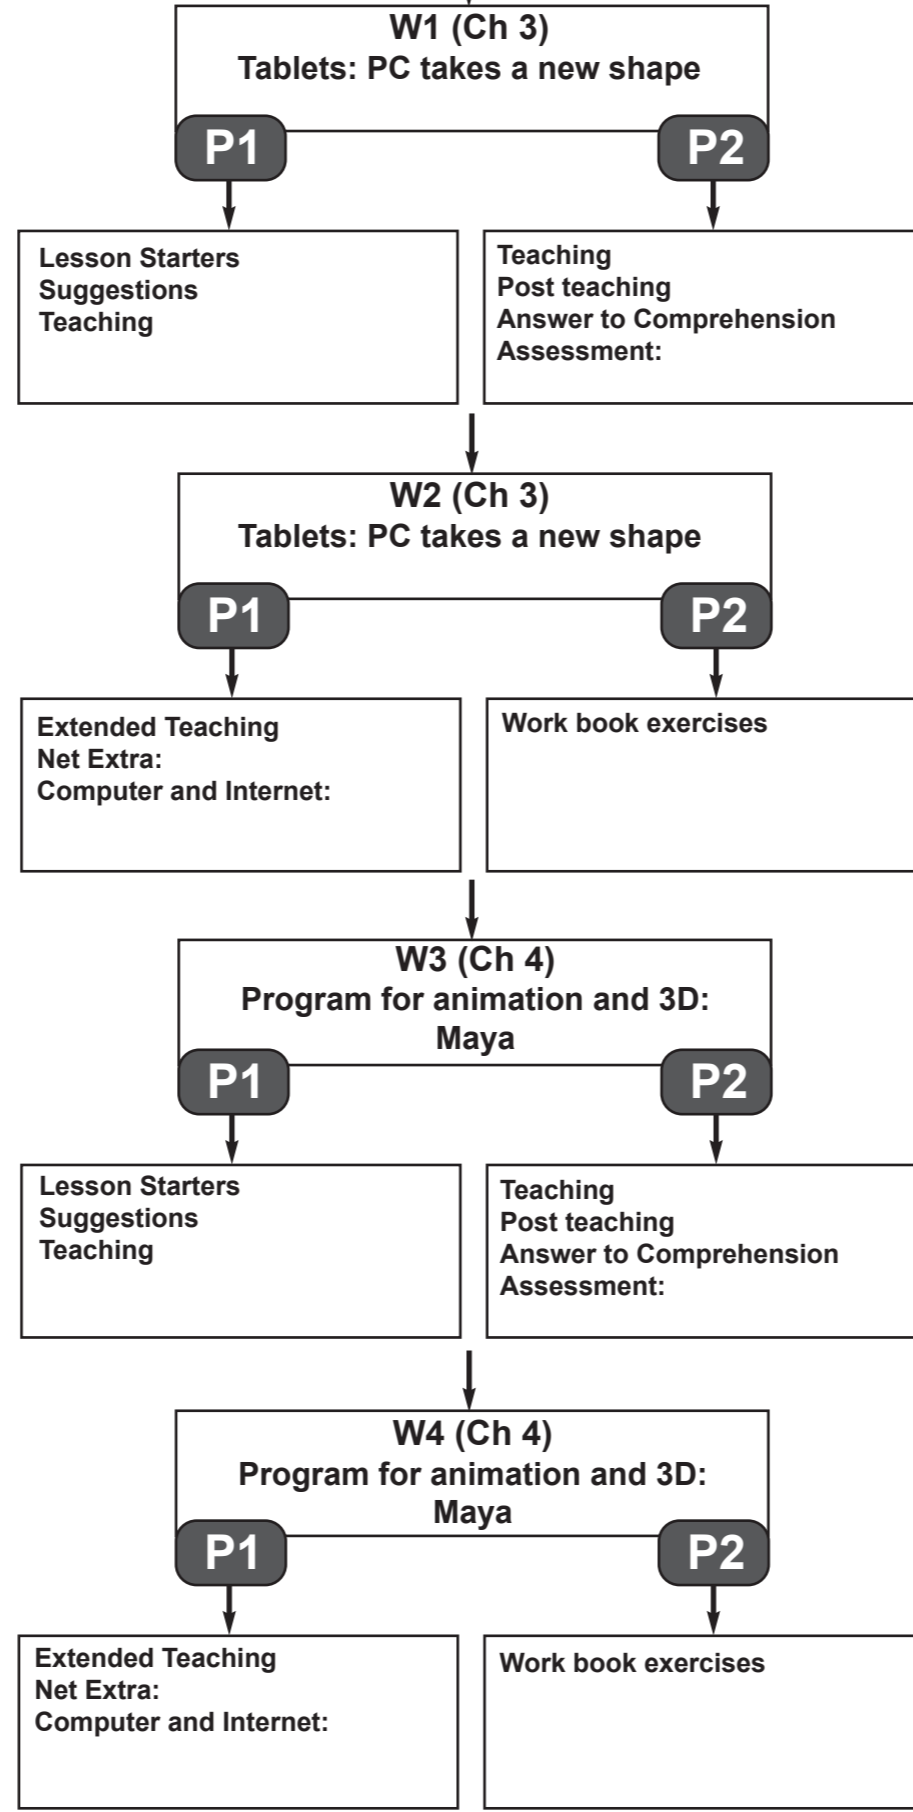 W1 (Ch 3)
Tablets: PC takes a new shape
P1
P2
Lesson Starters
Suggestions
Teaching
Teaching
Post teaching
Answer to Comprehension
Assessment:
W2 (Ch 3)
Tablets: PC takes a new shape
P1
P2
Extended Teaching
Net Extra:
Computer and Internet:
Work book exercises
W3 (Ch 4)
Program for animation and 3D:
Maya
P1
P2
Lesson Starters
Suggestions
Teaching
Teaching
Post teaching
Answer to Comprehension
Assessment:
W4 (Ch 4)
Program for animation and 3D:
Maya
P1
P2
Extended Teaching
Net Extra:
Computer and Internet:
Work book exercises